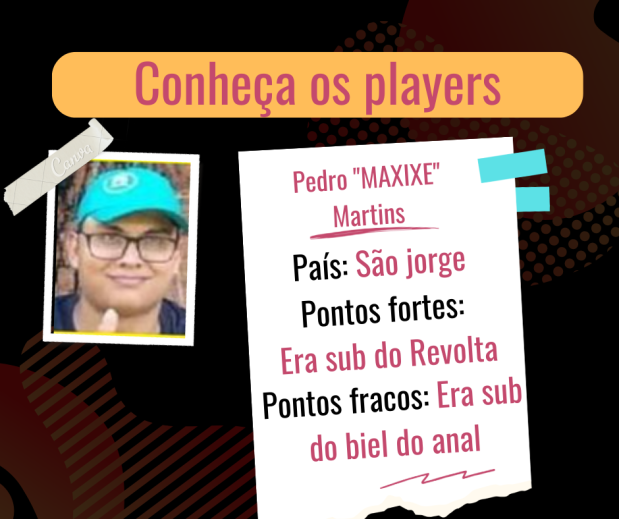 Conheça os players
Canva
Pedro "MAXIXE"
Martins
País: São jorge
Pontos fortes:
Era sub do Revolta
Pontos fracos: Era sub
do biel do anal